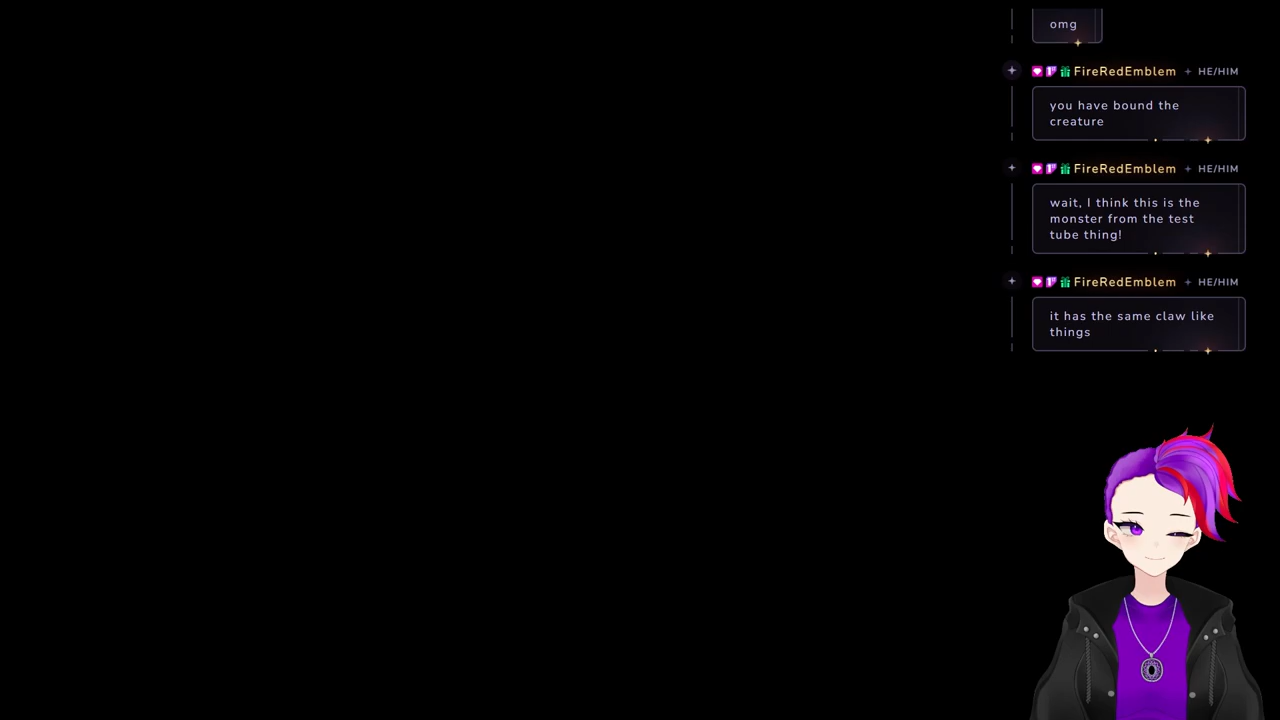 omg
FireRedEmblem HE/HIM
you have bound the
creature
FireRedEmblem HE/HIM
wait, I think this is the
monster from the test
tube thing!
FireRedEmblem HE/HIM
it has the same claw like
things